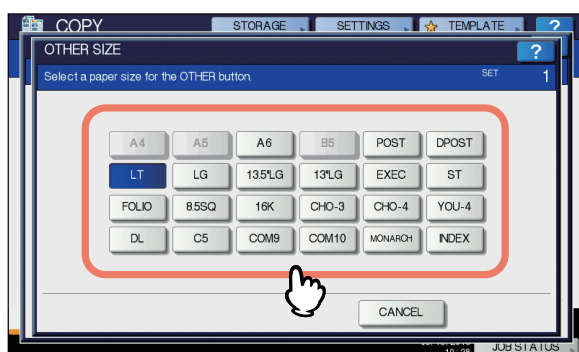 COPY STORAGE SETTINGS TEMPLATE ?
OTHER SIZE ?
Select a paper size for the OTHER button. SET 1
A4 A5 A6 B5 POST DPOST
LT LG 13.5"LG 13"LG EXEC ST
FOLIO 8.5SQ 16K CHO-3 CHO-4 YOU-4
DL C5 COM9 COM10 MONARCH INDEX
CANCEL
JOB STATUS